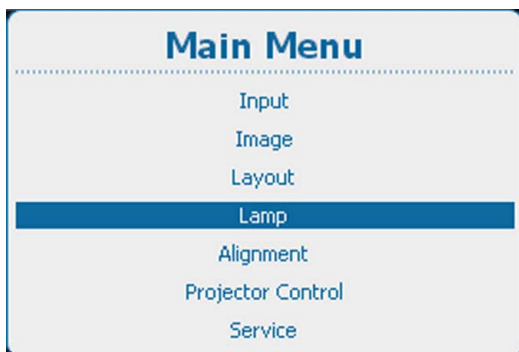 Main Menu
Input
Image
Layout
Lamp
Alignment
Projector Control
Service